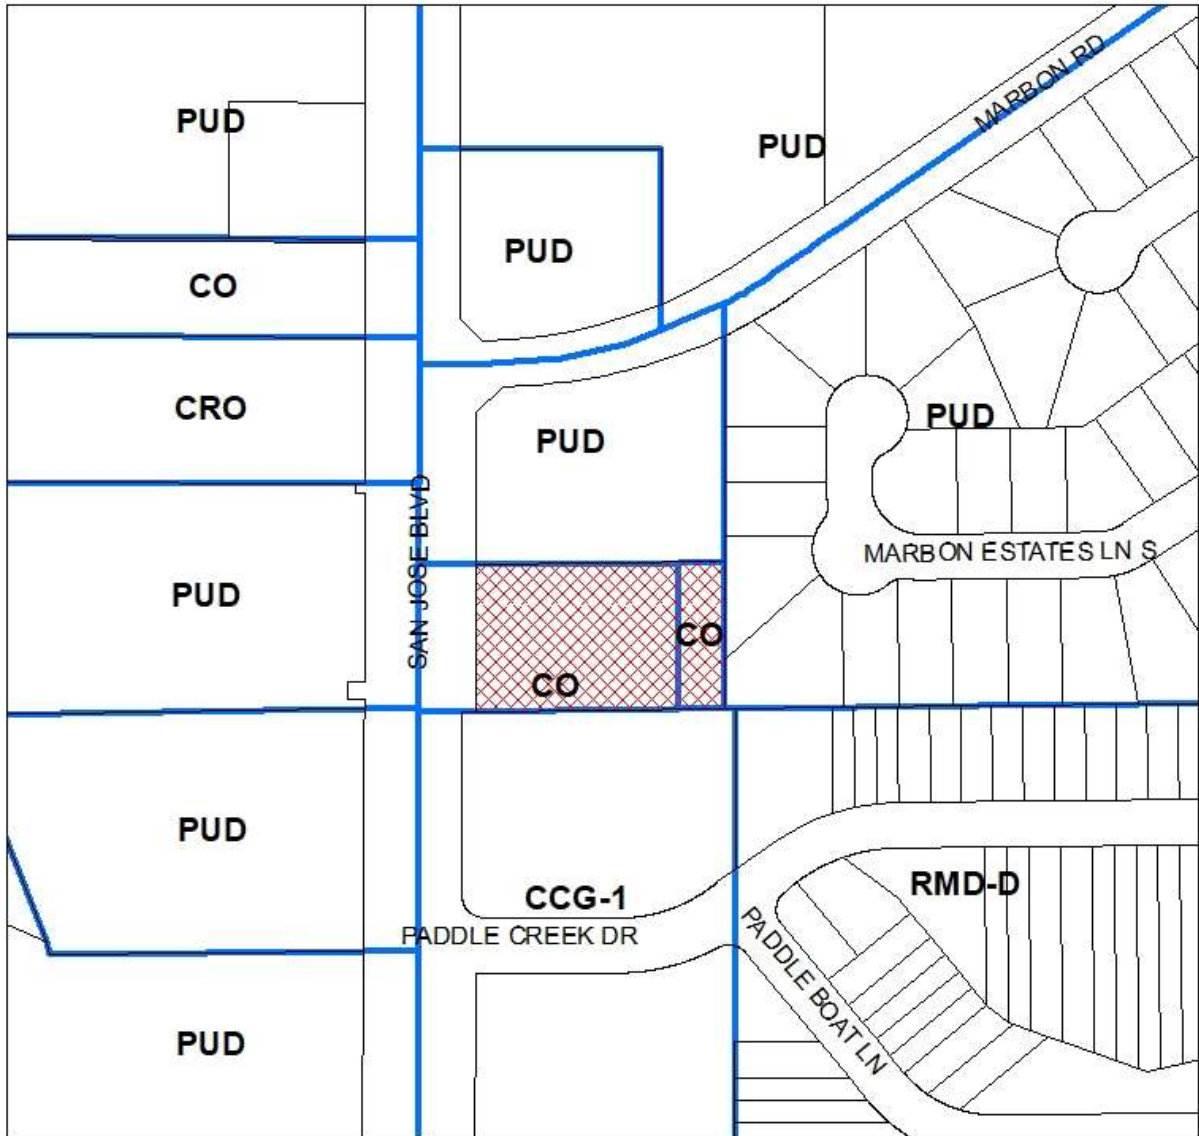 PUD
MARBON RD
PUD
PUD
CO
CRO
PUD
PUD
SAN JOSE BLVD
MARBON ESTATES LN S
PUD
CO
CO
PUD
CCG-1
RMD-D
PADDLE CREEK DR
PADDLE BOAT LN
PUD